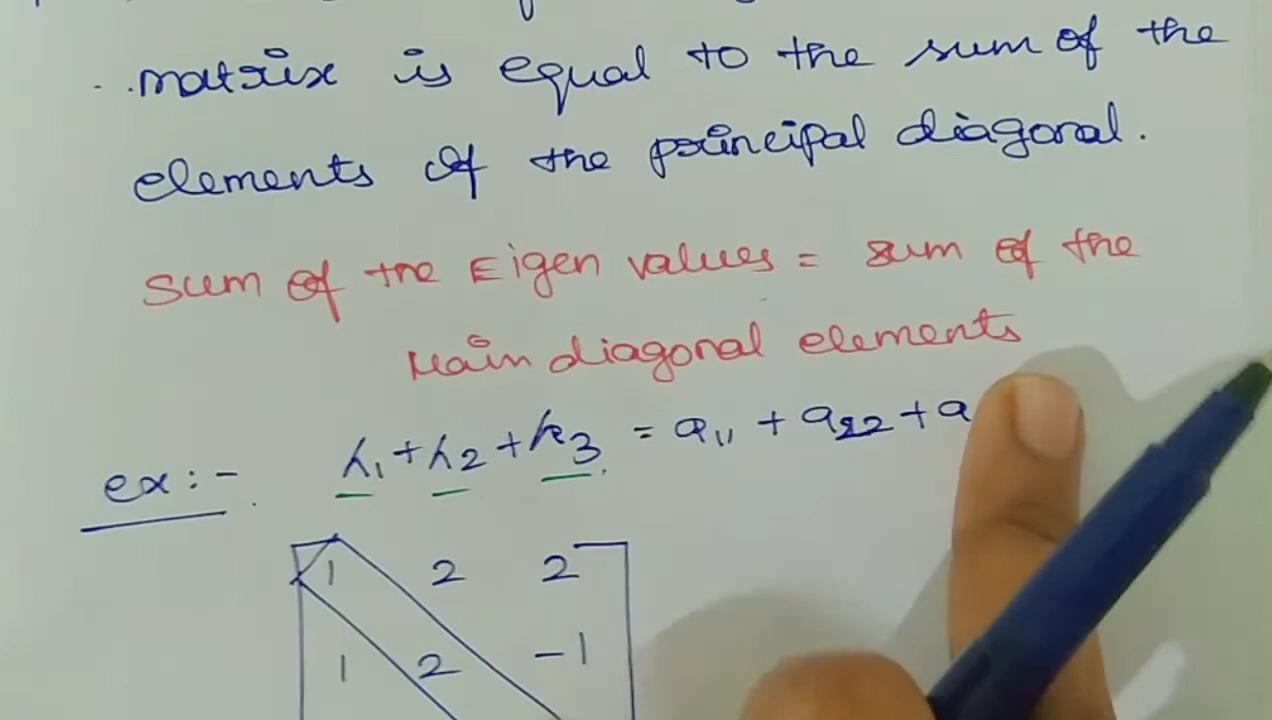 matrix is equal to the sum of the
elements of the principal diagonal.
Sum of the Eigen values = sum of the
Main diagonal elements
ex:- λ1 + λ2 + λ3 = a11 + a22 + a
1 2 2
1 2 -1